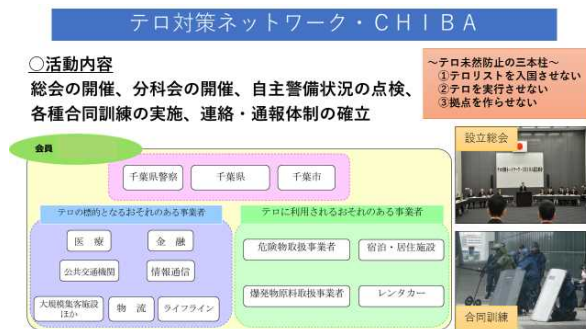 テロ対策ネットワーク・CHIBA
○活動内容
総会の開催、分科会の開催、自主警備状況の点検、
各種合同訓練の実施、連絡・通報体制の確立
～テロ未然防止の三本柱～
①テロリストを入国させない
②テロを実行させない
③拠点を作らせない
会員
千葉県警察
千葉県
千葉市
テロの標的となるおそれのある事業者
医 療
金 融
公共交通機関
情報通信
大規模集客施設
ほか
物 流
ライフライン
テロに利用されるおそれのある事業者
危険物取扱事業者
宿泊・居住施設
爆発物原料取扱事業者
レンタカー
設立総会
合同訓練